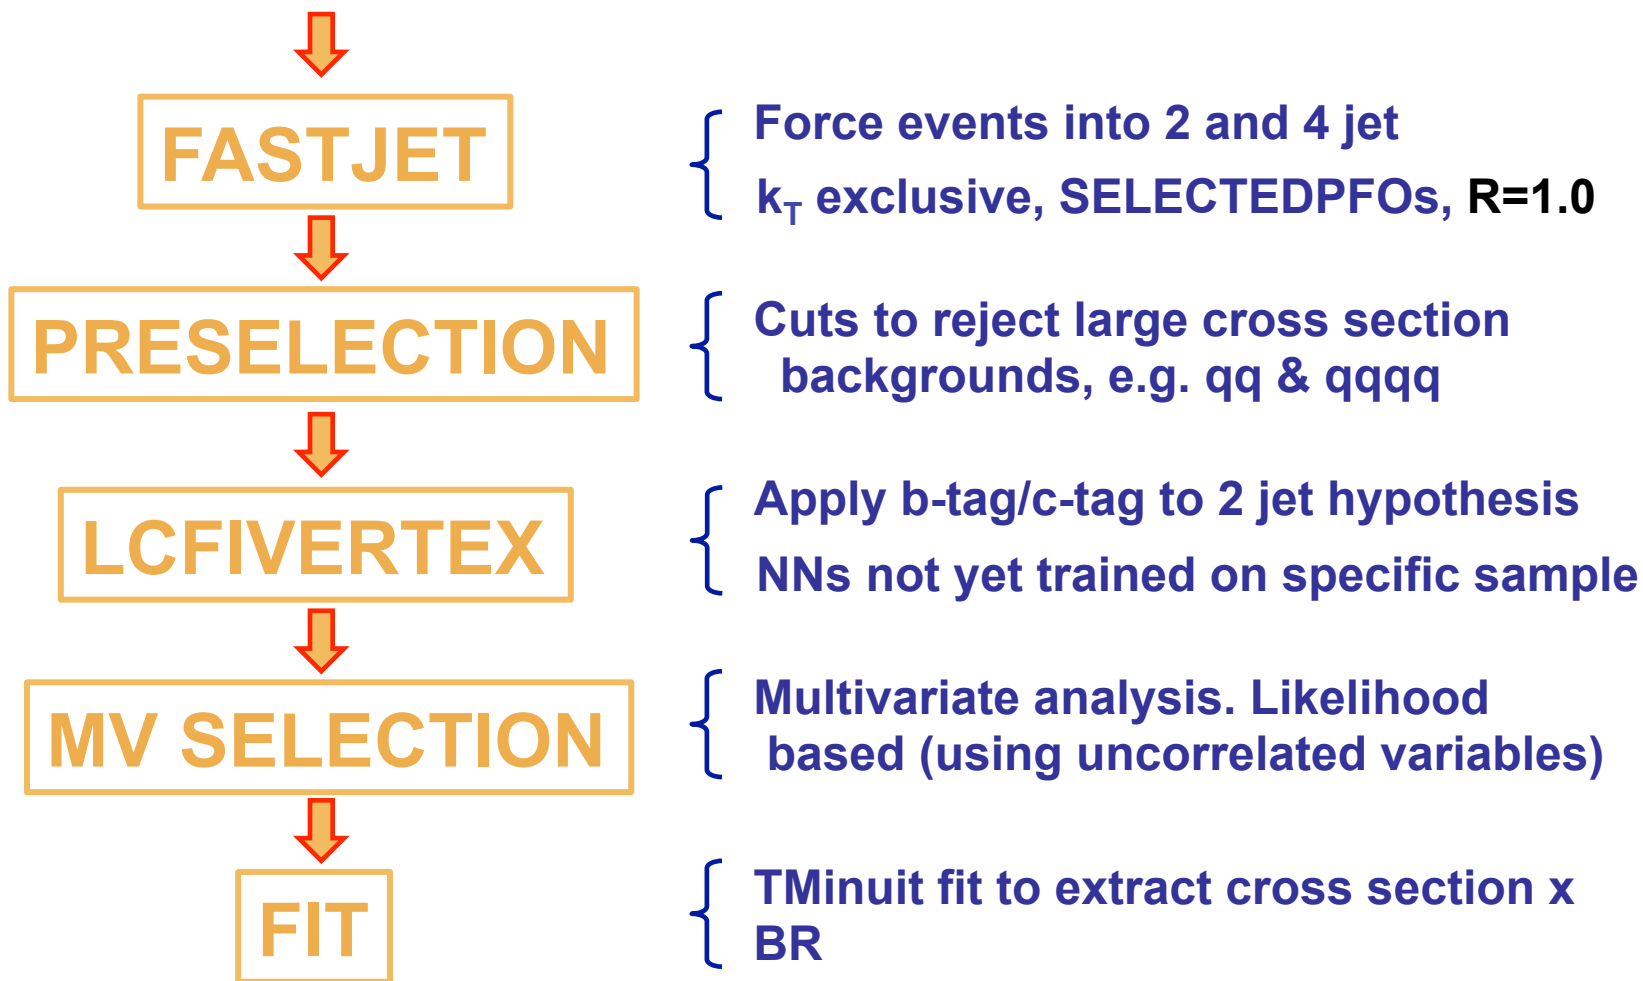 FASTJET
Force events into 2 and 4 jet
kT exclusive, SELECTEDPFOs, R=1.0
PRESELECTION
Cuts to reject large cross section
backgrounds, e.g. qq & qqqq
LCFIVERTEX
Apply b-tag/c-tag to 2 jet hypothesis
NNs not yet trained on specific sample
MV SELECTION
Multivariate analysis. Likelihood
based (using uncorrelated variables)
FIT
TMinuit fit to extract cross section x
BR